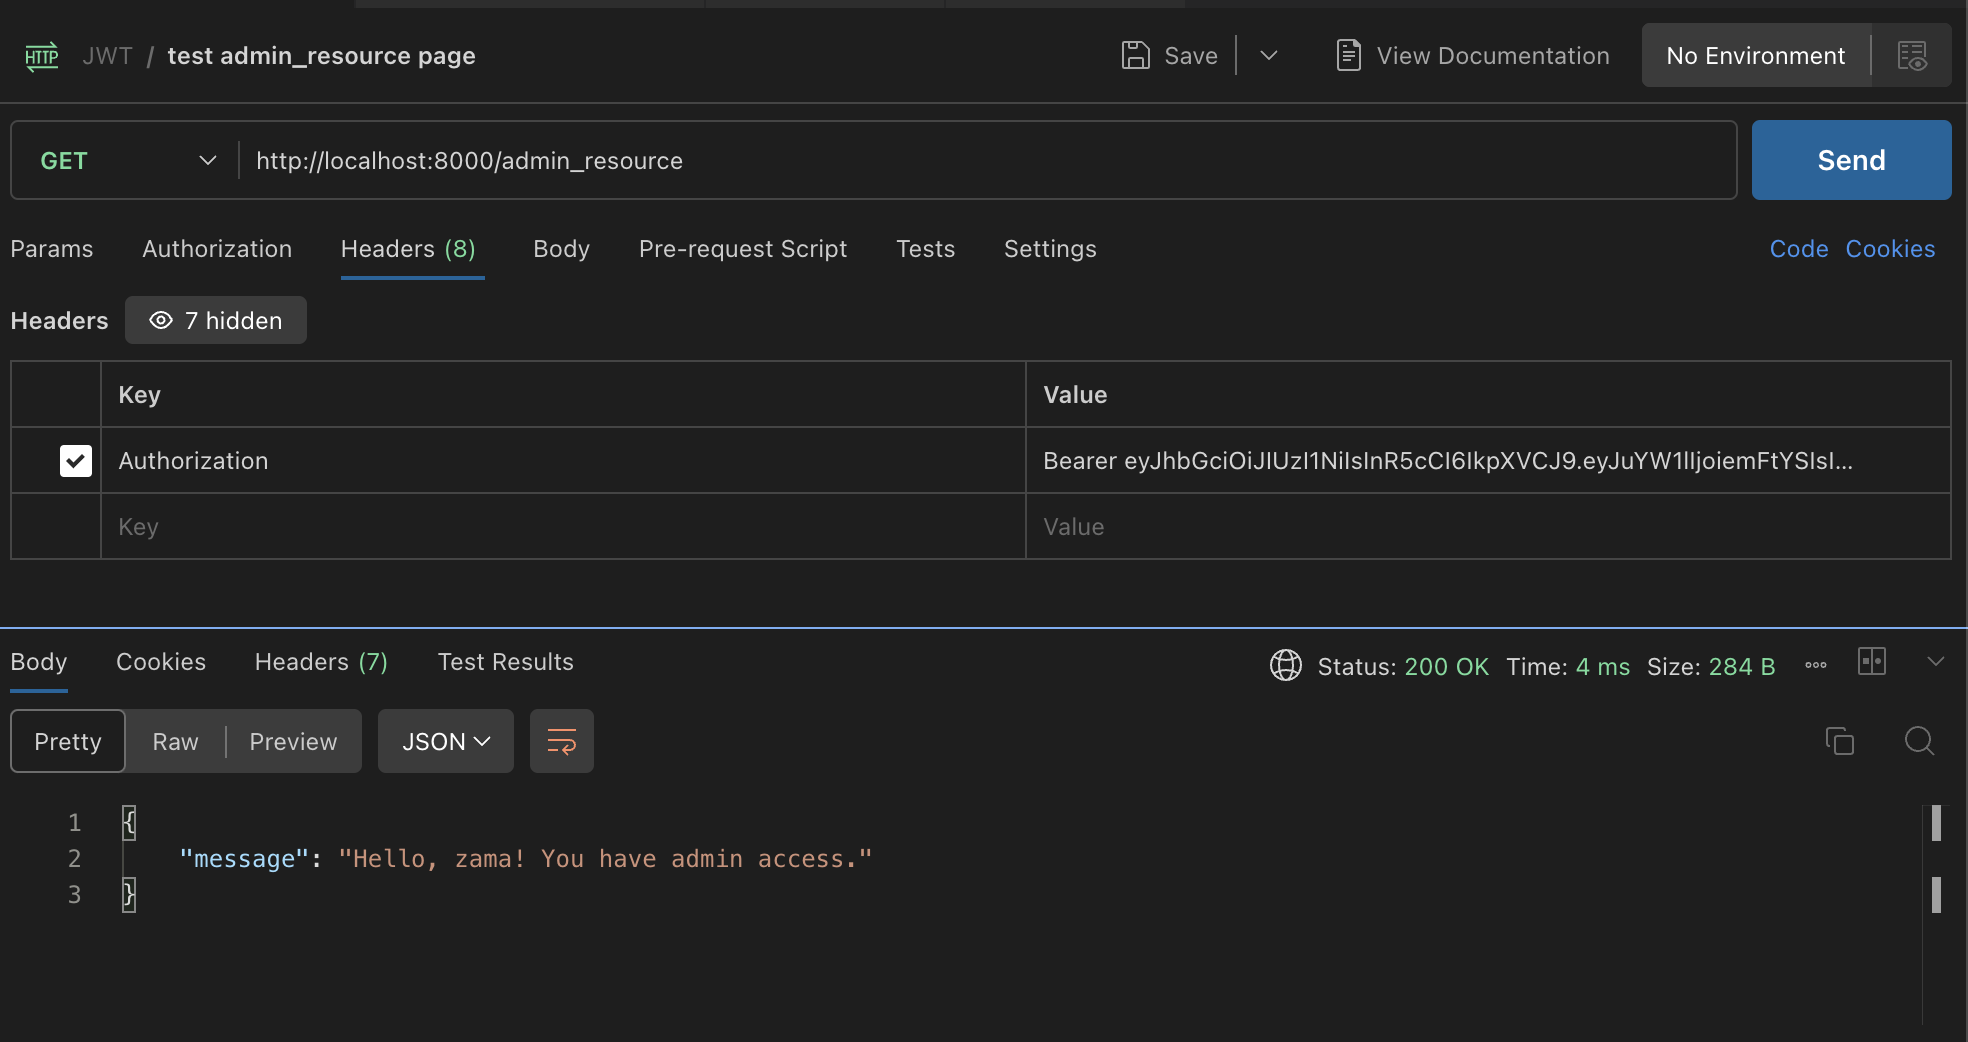 HTTP JWT / test admin_resource page Save View Documentation No Environment
GET http://localhost:8000/admin_resource Send
Params Authorization Headers (8) Body Pre-request Script Tests Settings Code Cookies
Headers 7 hidden
Key Value
Authorization Bearer eyJhbGciOiJIUzI1NiIsInR5cCI6IkpXVCJ9.eyJuYW1lIjoiemFtYSIsI...
Key Value
Body Cookies Headers (7) Test Results Status: 200 OK Time: 4 ms Size: 284 B
Pretty Raw Preview JSON
1 {
2 "message": "Hello, zama! You have admin access."
3 }